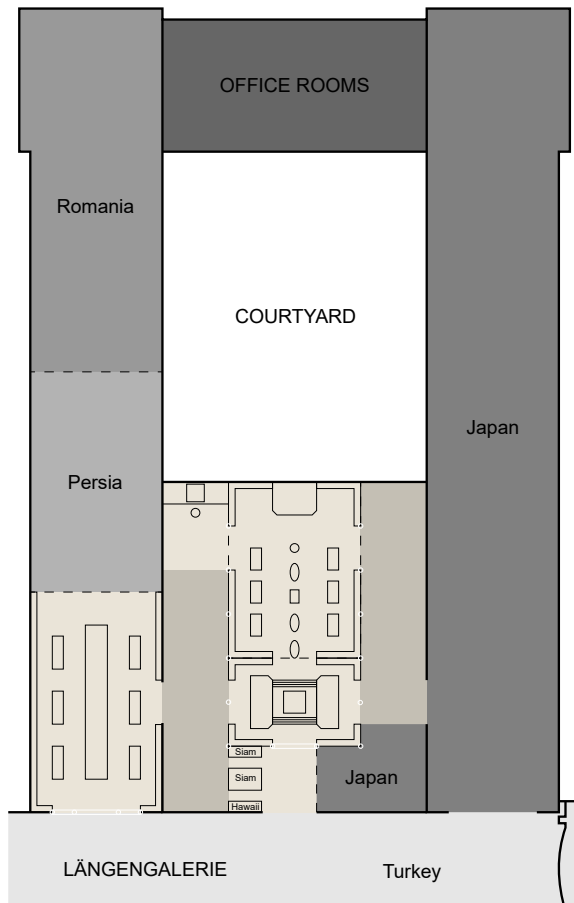 OFFICE ROOMS
Romania
COURTYARD
Japan
Persia
Siam
Siam
Japan
Hawaii
LÄNGENGALERIE
Turkey